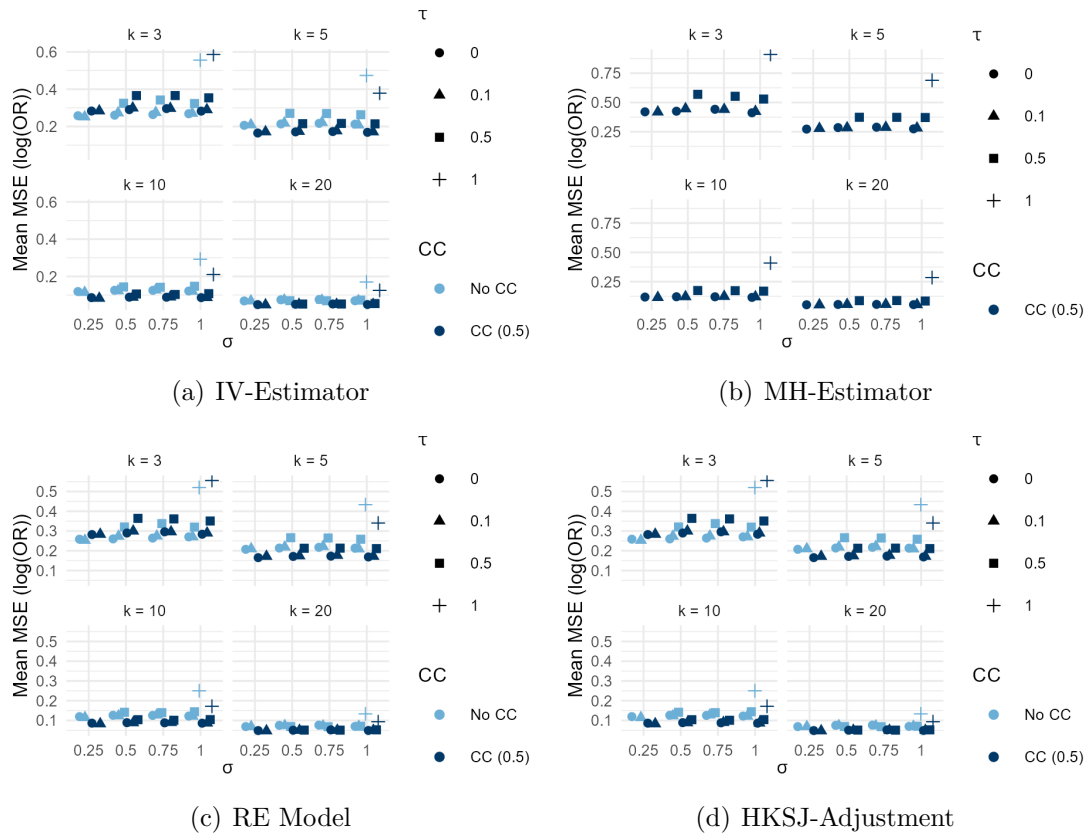 k = 3
k = 5
k = 10
k = 20
Mean MSE (log(OR))
0.6
0.4
0.2
0.6
0.4
0.2
0.25 0.5 0.75 1
0.25 0.5 0.75 1
σ
τ
0
0.1
0.5
1
CC
No CC
CC (0.5)
(a) IV-Estimator
k = 3
k = 5
k = 10
k = 20
Mean MSE (log(OR))
0.75
0.50
0.25
0.75
0.50
0.25
0.25 0.5 0.75 1
0.25 0.5 0.75 1
σ
τ
0
0.1
0.5
1
CC
CC (0.5)
(b) MH-Estimator
k = 3
k = 5
k = 10
k = 20
Mean MSE (log(OR))
0.5
0.4
0.3
0.2
0.1
0.5
0.4
0.3
0.2
0.1
0.25 0.5 0.75 1
0.25 0.5 0.75 1
σ
τ
0
0.1
0.5
1
CC
No CC
CC (0.5)
(c) RE Model
k = 3
k = 5
k = 10
k = 20
Mean MSE (log(OR))
0.5
0.4
0.3
0.2
0.1
0.5
0.4
0.3
0.2
0.1
0.25 0.5 0.75 1
0.25 0.5 0.75 1
σ
τ
0
0.1
0.5
1
CC
No CC
CC (0.5)
(d) HKSJ-Adjustment